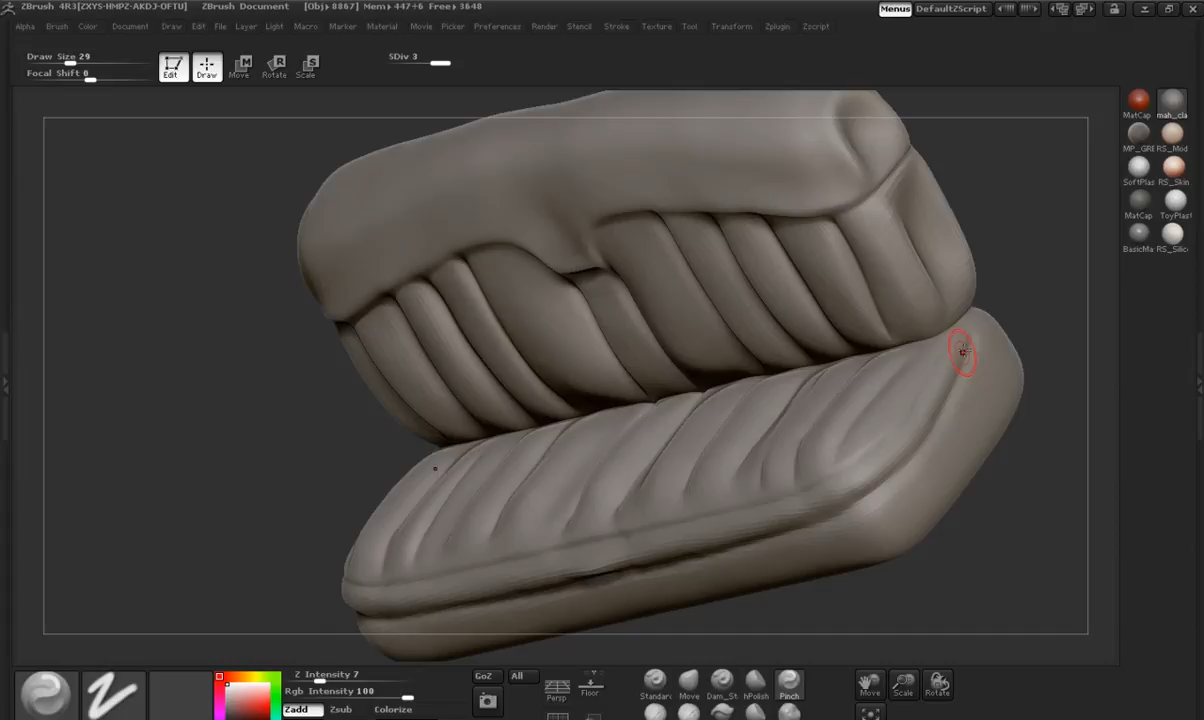 ZBrush 4R3[ZXYS-HMPZ-AKDJ-OFTU] ZBrush Document [Obj>8867] Mem>447+6 Free>3648 Menus DefaultZScript
Alpha Brush Color Document Draw Edit File Layer Light Macro Marker Material Movie Picker Preferences Render Stencil Stroke Texture Tool Transform Zplugin Zscript
Draw Size 29
Focal Shift 0
Edit Draw Move Rotate Scale
SDiv 3
MatCap mah_cla
MP_GRE RS_Mod
SoftPlas RS_Skin
MatCap ToyPlast
BasicMa RS_Silic
Z Intensity 7
Rgb Intensity 100
Zadd Zsub Colorize
GoZ All
Persp Floor
Standar Move Dam_St hPolish Pinch
Move Scale Rotate